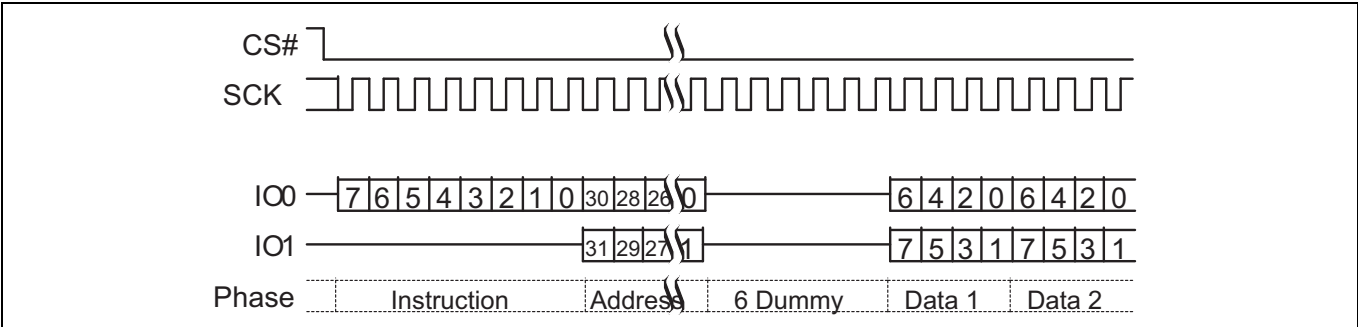 CS#
SCK
IO0 7 6 5 4 3 2 1 0 30 28 26 0 6 4 2 0 6 4 2 0
IO1 31 29 27 1 7 5 3 1 7 5 3 1
Phase Instruction Address 6 Dummy Data 1 Data 2